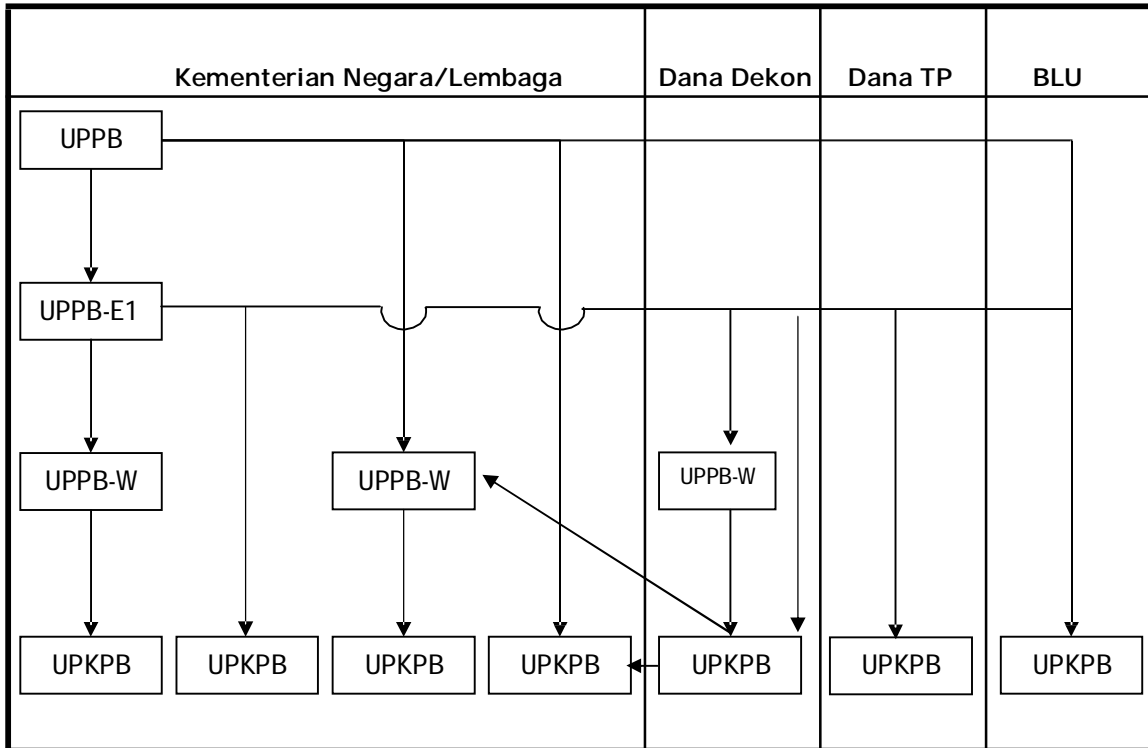 Kementerian Negara/Lembaga Dana Dekon Dana TP BLU
UPPB
UPPB-E1
UPPB-W UPPB-W UPPB-W
UPKPB UPKPB UPKPB UPKPB UPKPB UPKPB UPKPB